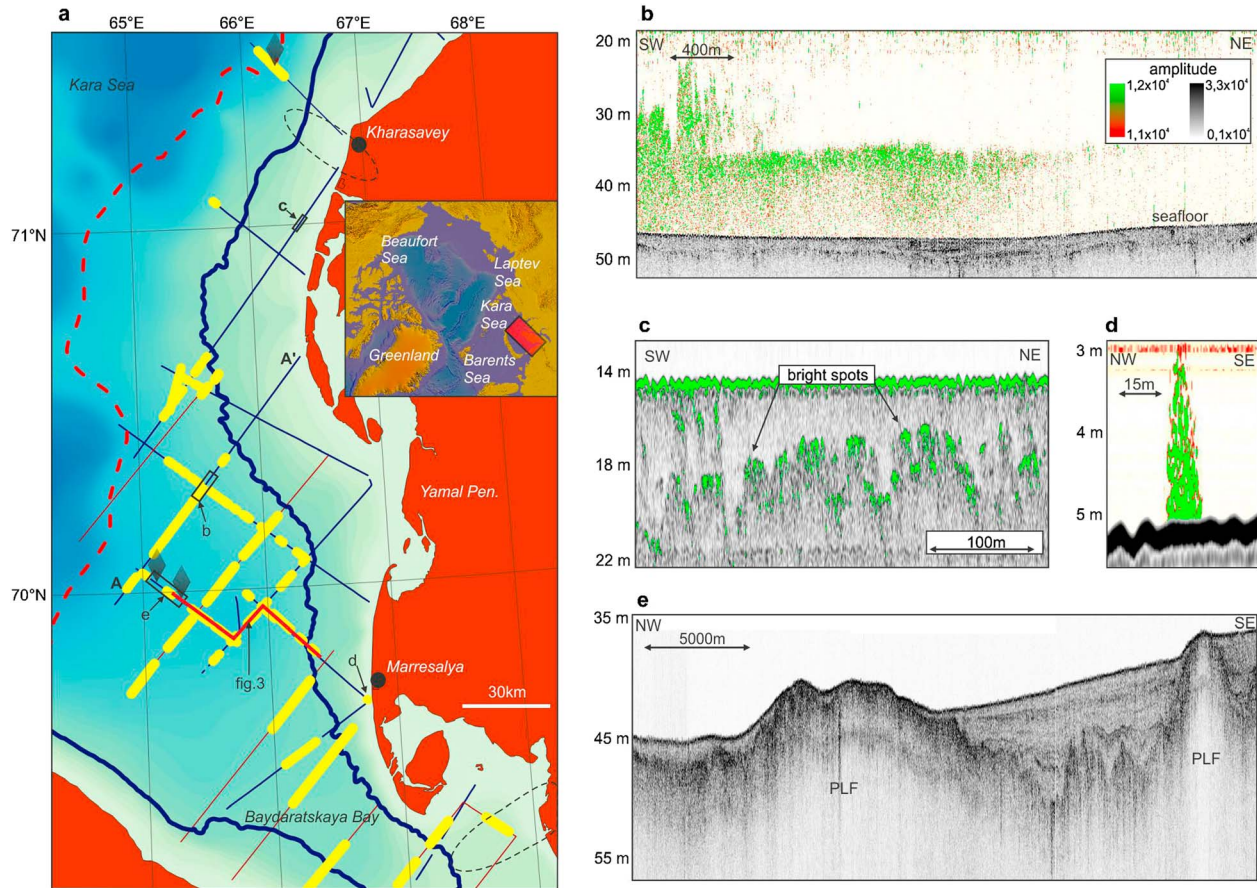 a
65°E 66°E 67°E 68°E
Kara Sea
Kharasavey
c
71°N
Beaufort
Sea
Laptev
Sea
Kara
Sea
Greenland
Barents
Sea
A'
Yamal Pen.
b
A
70°N
e
fig.3
d
Marresalya
30km
Baydaratskaya Bay
b
20 m
SW
NE
400m
amplitude
1,2x10⁴
3,3x10⁴
1,1x10⁴
0,1x10⁴
30 m
40 m
seafloor
50 m
c
SW
NE
14 m
bright spots
18 m
100m
22 m
d
3 m
NW
SE
15m
4 m
5 m
e
35 m
NW
SE
5000m
45 m
PLF
PLF
55 m